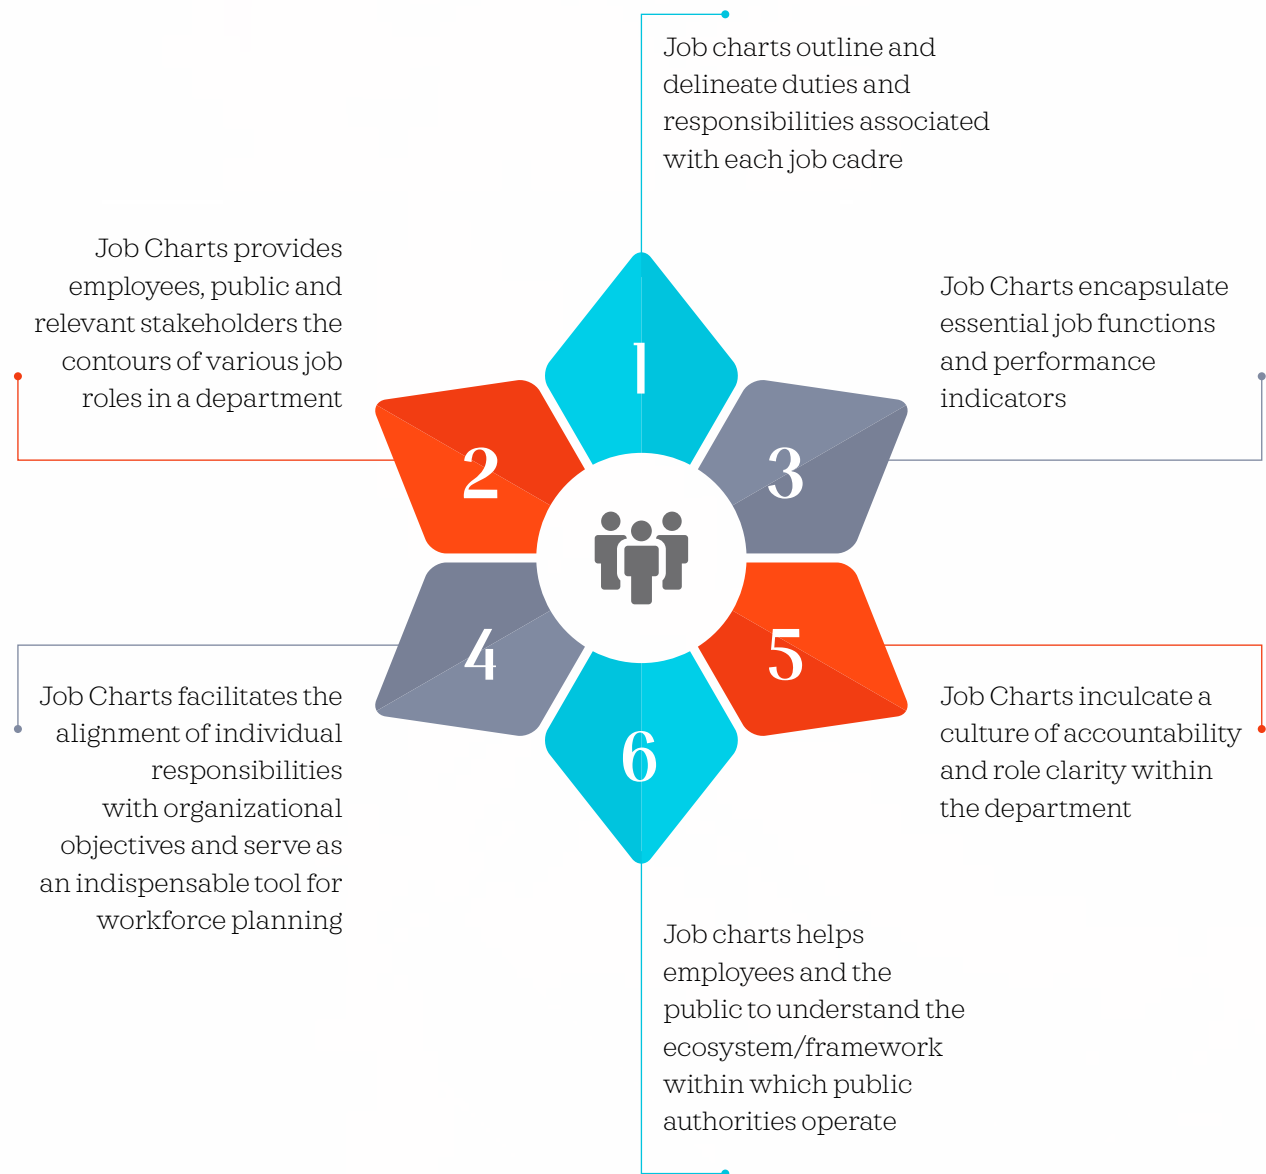 Job charts outline and
delineate duties and
responsibilities associated
with each job cadre
1
Job Charts provides
employees, public and
relevant stakeholders the
contours of various job
roles in a department
2
Job Charts encapsulate
essential job functions
and performance
indicators
3
Job Charts facilitates the
alignment of individual
responsibilities
with organizational
objectives and serve as
an indispensable tool for
workforce planning
4
Job Charts inculcate a
culture of accountability
and role clarity within
the department
5
6
Job charts helps
employees and the
public to understand the
ecosystem/framework
within which public
authorities operate